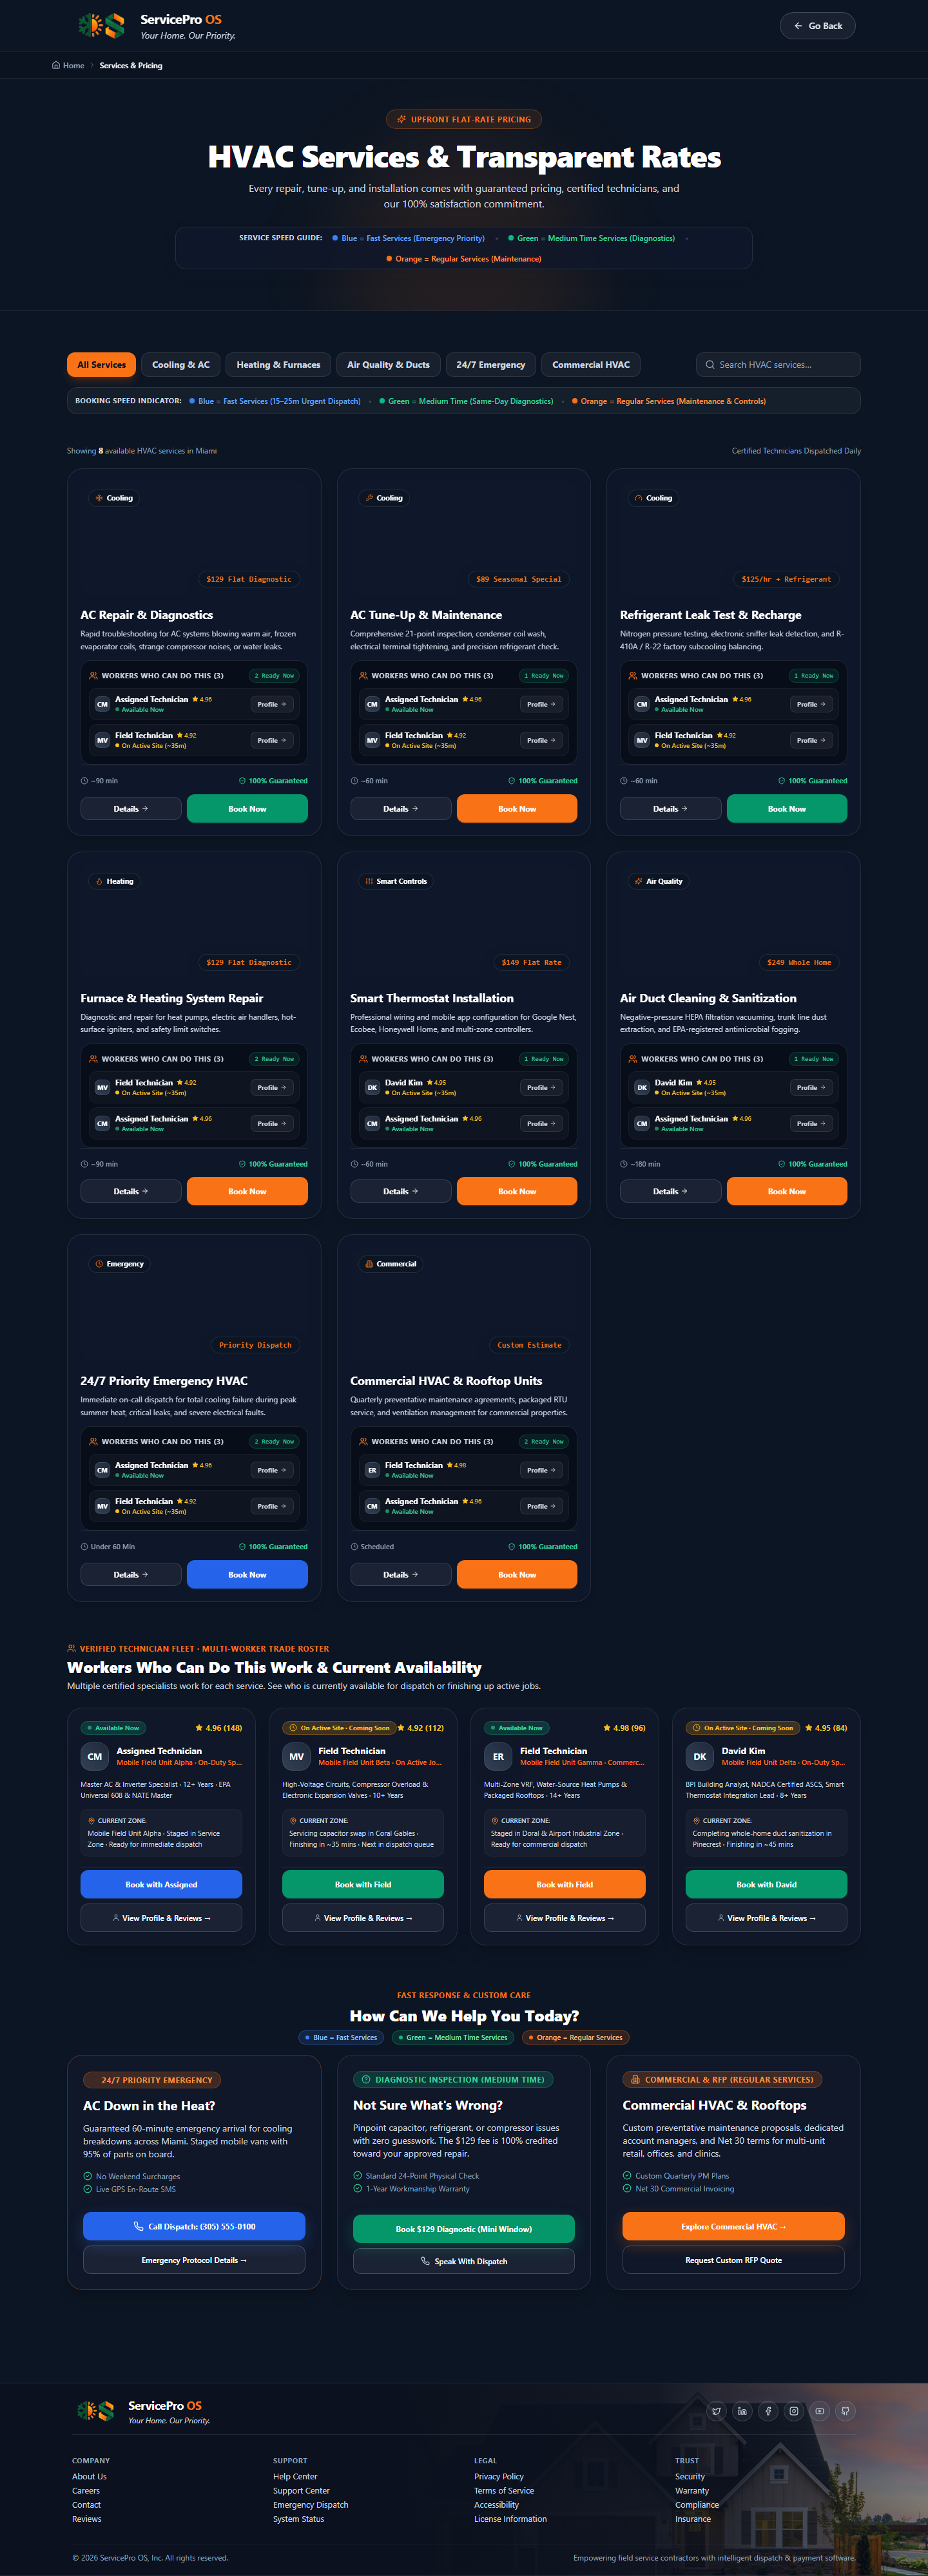 ServicePro OS
Your Home. Our Priority.
Go Back
Home
Services & Pricing
UPFRONT FLAT-RATE PRICING
HVAC Services & Transparent Rates
Every repair, tune-up, and installation comes with guaranteed pricing, certified technicians, and
our 100% satisfaction commitment.
SERVICE SPEED GUIDE: Blue = Fast Services (Emergency Priority) • Green = Medium Time Services (Diagnostics) •
Orange = Regular Services (Maintenance)
All Services
Cooling & AC
Heating & Furnaces
Air Quality & Ducts
24/7 Emergency
Commercial HVAC
Search HVAC services...
BOOKING SPEED INDICATOR: Blue = Fast Services (15–25m Urgent Dispatch) • Green = Medium Time (Same-Day Diagnostics) • Orange = Regular Services (Maintenance & Controls)
Showing 8 available HVAC services in Miami
Certified Technicians Dispatched Daily
Cooling
$129 Flat Diagnostic
AC Repair & Diagnostics
Rapid troubleshooting for AC systems blowing warm air, frozen
evaporator coils, strange compressor noises, or water leaks.
WORKERS WHO CAN DO THIS (3)
2 Ready Now
CM
Assigned Technician ★ 4.96
Available Now
Profile →
MV
Field Technician ★ 4.92
On Active Site (~35m)
Profile →
~90 min
100% Guaranteed
Details →
Book Now
Cooling
$89 Seasonal Special
AC Tune-Up & Maintenance
Comprehensive 21-point inspection, condenser coil wash,
electrical terminal tightening, and precision refrigerant check.
WORKERS WHO CAN DO THIS (3)
1 Ready Now
CM
Assigned Technician ★ 4.96
Available Now
Profile →
MV
Field Technician ★ 4.92
On Active Site (~35m)
Profile →
~60 min
100% Guaranteed
Details →
Book Now
Cooling
$125/hr + Refrigerant
Refrigerant Leak Test & Recharge
Nitrogen pressure testing, electronic sniffer leak detection, and R-
410A / R-22 factory subcooling balancing.
WORKERS WHO CAN DO THIS (3)
1 Ready Now
CM
Assigned Technician ★ 4.96
Available Now
Profile →
MV
Field Technician ★ 4.92
On Active Site (~35m)
Profile →
~60 min
100% Guaranteed
Details →
Book Now
Heating
$129 Flat Diagnostic
Furnace & Heating System Repair
Diagnostic and repair for heat pumps, electric air handlers, hot-
surface igniters, and safety limit switches.
WORKERS WHO CAN DO THIS (3)
2 Ready Now
MV
Field Technician ★ 4.92
On Active Site (~35m)
Profile →
CM
Assigned Technician ★ 4.96
Available Now
Profile →
~90 min
100% Guaranteed
Details →
Book Now
Smart Controls
$149 Flat Rate
Smart Thermostat Installation
Professional wiring and mobile app configuration for Google Nest,
Ecobee, Honeywell Home, and multi-zone controllers.
WORKERS WHO CAN DO THIS (3)
1 Ready Now
DK
David Kim ★ 4.95
On Active Site (~35m)
Profile →
CM
Assigned Technician ★ 4.96
Available Now
Profile →
~60 min
100% Guaranteed
Details →
Book Now
Air Quality
$249 Whole Home
Air Duct Cleaning & Sanitization
Negative-pressure HEPA filtration vacuuming, trunk line dust
extraction, and EPA-registered antimicrobial fogging.
WORKERS WHO CAN DO THIS (3)
1 Ready Now
DK
David Kim ★ 4.95
On Active Site (~35m)
Profile →
CM
Assigned Technician ★ 4.96
Available Now
Profile →
~180 min
100% Guaranteed
Details →
Book Now
Emergency
Priority Dispatch
24/7 Priority Emergency HVAC
Immediate on-call dispatch for total cooling failure during peak
summer heat, critical leaks, and severe electrical faults.
WORKERS WHO CAN DO THIS (3)
2 Ready Now
CM
Assigned Technician ★ 4.96
Available Now
Profile →
MV
Field Technician ★ 4.92
On Active Site (~35m)
Profile →
Under 60 Min
100% Guaranteed
Details →
Book Now
Commercial
Custom Estimate
Commercial HVAC & Rooftop Units
Quarterly preventative maintenance agreements, packaged RTU
service, and ventilation management for commercial properties.
WORKERS WHO CAN DO THIS (3)
2 Ready Now
ER
Field Technician ★ 4.98
Available Now
Profile →
CM
Assigned Technician ★ 4.96
Available Now
Profile →
Scheduled
100% Guaranteed
Details →
Book Now
VERIFIED TECHNICIAN FLEET · MULTI-WORKER TRADE ROSTER
Workers Who Can Do This Work & Current Availability
Multiple certified specialists work for each service. See who is currently available for dispatch or finishing up active jobs.
Available Now
★ 4.96 (148)
CM
Assigned Technician
Mobile Field Unit Alpha · On-Duty Sp...
Master AC & Inverter Specialist · 12+ Years · EPA
Universal 608 & NATE Master
CURRENT ZONE:
Mobile Field Unit Alpha · Staged in Service
Zone · Ready for immediate dispatch
Book with Assigned
View Profile & Reviews →
On Active Site · Coming Soon
★ 4.92 (112)
MV
Field Technician
Mobile Field Unit Beta · On Active Jo...
High-Voltage Circuits, Compressor Overload &
Electronic Expansion Valves · 10+ Years
CURRENT ZONE:
Servicing capacitor swap in Coral Gables ·
Finishing in ~35 mins · Next in dispatch queue
Book with Field
View Profile & Reviews →
Available Now
★ 4.98 (96)
ER
Field Technician
Mobile Field Unit Gamma · Commerc...
Multi-Zone VRF, Water-Source Heat Pumps &
Packaged Rooftops · 14+ Years
CURRENT ZONE:
Staged in Doral & Airport Industrial Zone ·
Ready for commercial dispatch
Book with Field
View Profile & Reviews →
On Active Site · Coming Soon
★ 4.95 (84)
DK
David Kim
Mobile Field Unit Delta · On-Duty Sp...
BPI Building Analyst, NADCA Certified ASCS, Smart
Thermostat Integration Lead · 8+ Years
CURRENT ZONE:
Completing whole-home duct sanitization in
Pinecrest · Finishing in ~45 mins
Book with David
View Profile & Reviews →
FAST RESPONSE & CUSTOM CARE
How Can We Help You Today?
Blue = Fast Services
Green = Medium Time Services
Orange = Regular Services
24/7 PRIORITY EMERGENCY
AC Down in the Heat?
Guaranteed 60-minute emergency arrival for cooling
breakdowns across Miami. Staged mobile vans with
95% of parts on board.
No Weekend Surcharges
Live GPS En-Route SMS
Call Dispatch: (305) 555-0100
Emergency Protocol Details →
DIAGNOSTIC INSPECTION (MEDIUM TIME)
Not Sure What's Wrong?
Pinpoint capacitor, refrigerant, or compressor issues
with zero guesswork. The $129 fee is 100% credited
toward your approved repair.
Standard 24-Point Physical Check
1-Year Workmanship Warranty
Book $129 Diagnostic (Mini Window)
Speak With Dispatch
COMMERCIAL & RFP (REGULAR SERVICES)
Commercial HVAC & Rooftops
Custom preventative maintenance proposals, dedicated
account managers, and Net 30 terms for multi-unit
retail, offices, and clinics.
Custom Quarterly PM Plans
Net 30 Commercial Invoicing
Explore Commercial HVAC →
Request Custom RFP Quote
ServicePro OS
Your Home. Our Priority.
COMPANY
About Us
Careers
Contact
Reviews
SUPPORT
Help Center
Support Center
Emergency Dispatch
System Status
LEGAL
Privacy Policy
Terms of Service
Accessibility
License Information
TRUST
Security
Warranty
Compliance
Insurance
© 2026 ServicePro OS, Inc. All rights reserved.
Empowering field service contractors with intelligent dispatch & payment software.